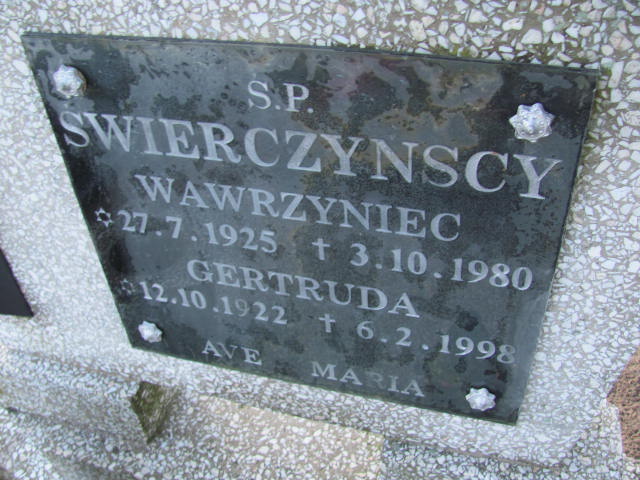 S.P.
SWIERCZYNSCY
WAWRZYNIEC
✡27.7.1925 ✝ 3.10.1980
GERTRUDA
✡12.10.1922 ✝ 6.2.1998
AVE MARIA